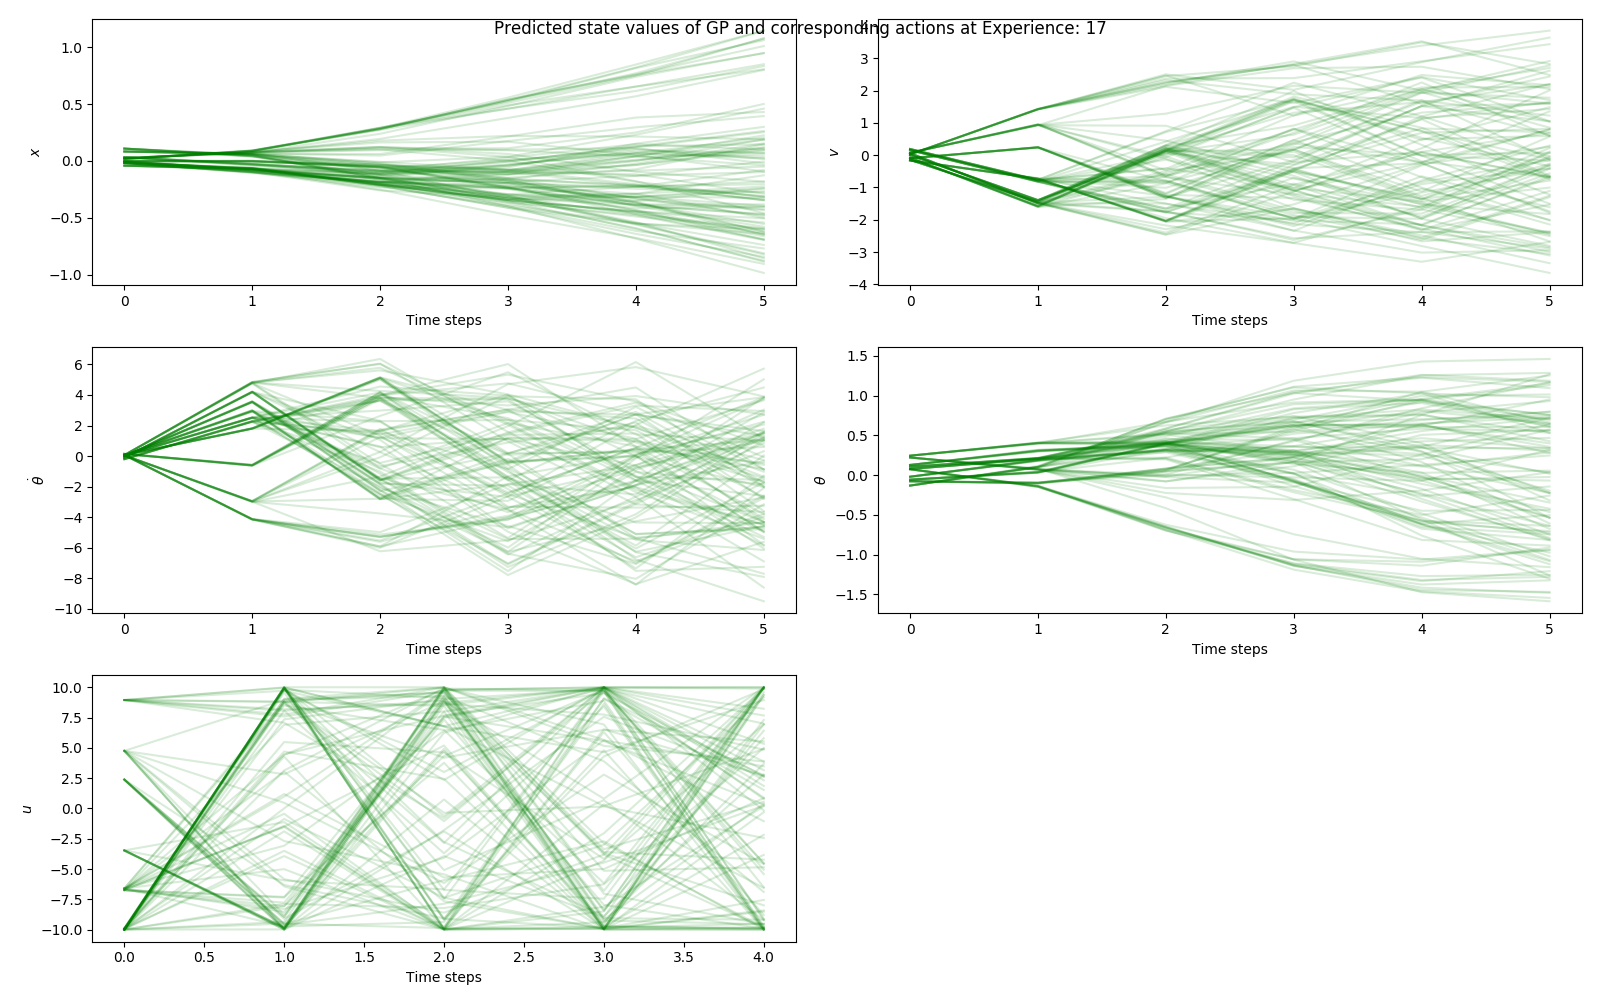 Predicted state values of GP and corresponding actions at Experience: 17
1.0
0.5
0.0
−0.5
−1.0
x
0 1 2 3 4 5
Time steps
4
3
2
1
0
−1
−2
−3
−4
v
0 1 2 3 4 5
Time steps
6
4
2
0
−2
−4
−6
−8
−10
θ̇
0 1 2 3 4 5
Time steps
1.5
1.0
0.5
0.0
−0.5
−1.0
−1.5
θ
0 1 2 3 4 5
Time steps
10.0
7.5
5.0
2.5
0.0
−2.5
−5.0
−7.5
−10.0
u
0.0 0.5 1.0 1.5 2.0 2.5 3.0 3.5 4.0
Time steps